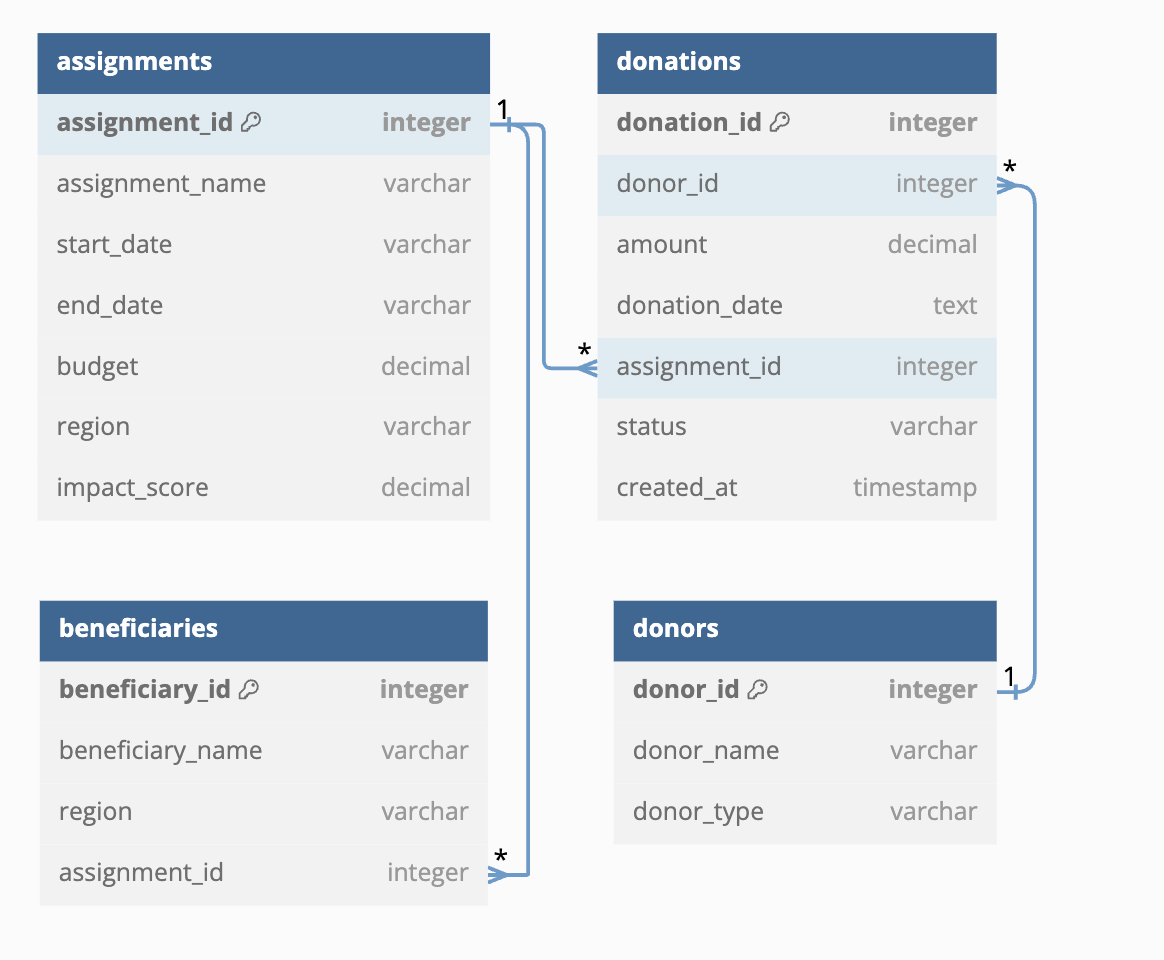 assignments
assignment_id integer
assignment_name varchar
start_date varchar
end_date varchar
budget decimal
region varchar
impact_score decimal
1
*
donations
donation_id integer
donor_id integer
amount decimal
donation_date text
assignment_id integer
status varchar
created_at timestamp
*
beneficiaries
beneficiary_id integer
beneficiary_name varchar
region varchar
assignment_id integer
*
donors
donor_id integer
donor_name varchar
donor_type varchar
1